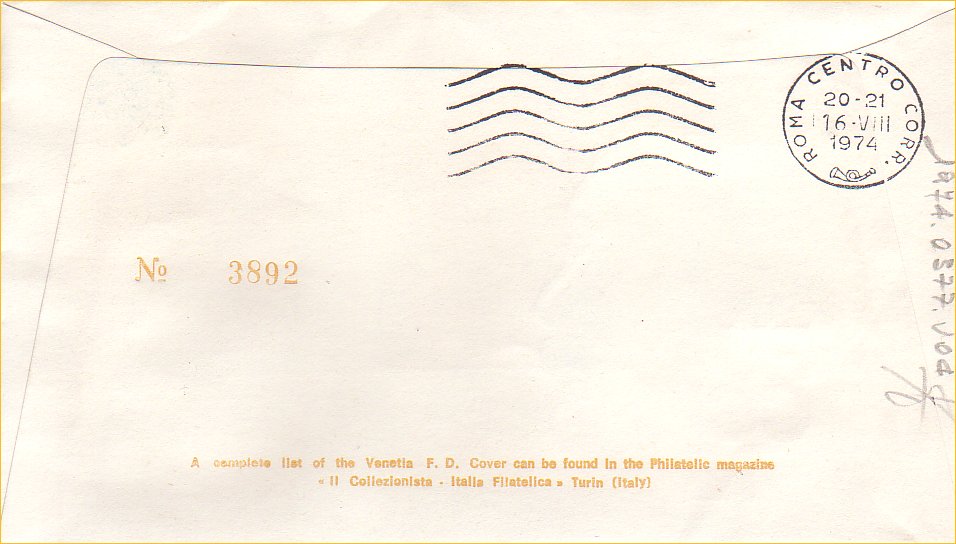 ROMA CENTRO CORR.
20-21
16·VIII
1974
Nº 3892
A complete list of the Venetia F. D. Cover can be found in the Philatelic magazine
« Il Collezionista - Italia Filatelica » Turin (Italy)